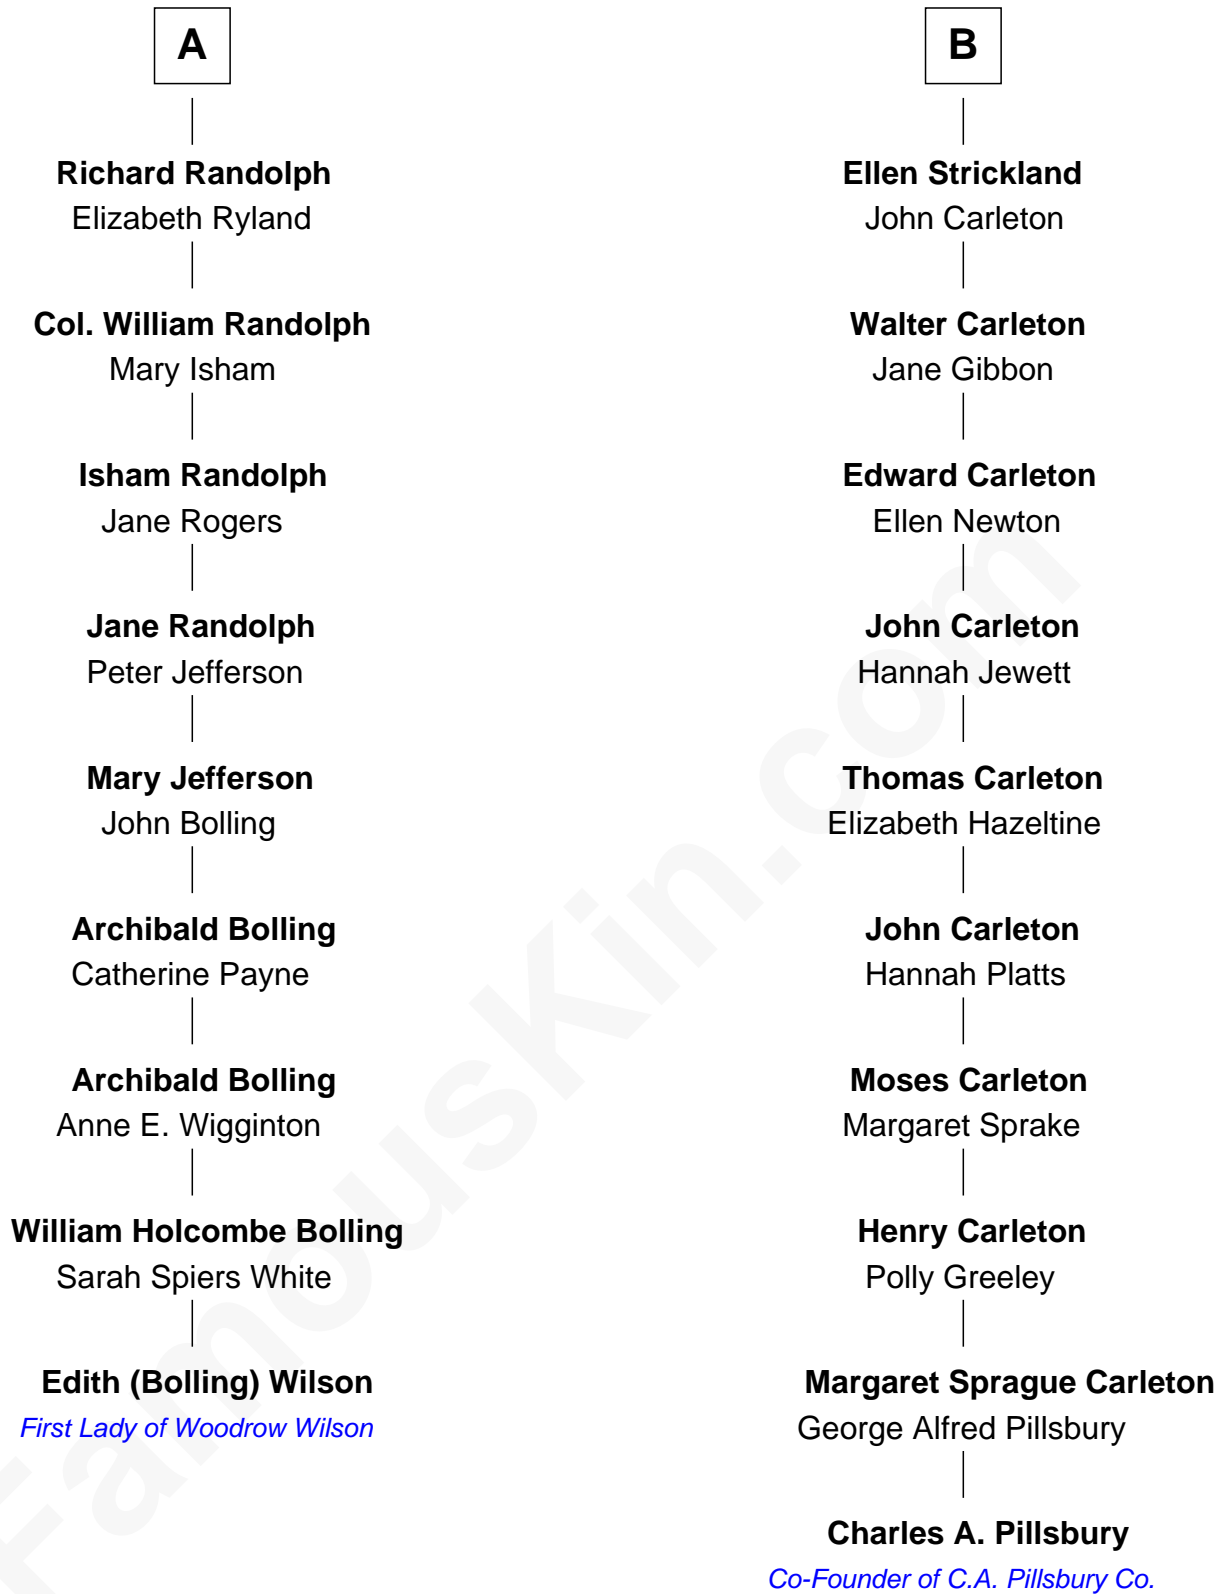 A
Richard Randolph
Elizabeth Ryland
Col. William Randolph
Mary Isham
Isham Randolph
Jane Rogers
Jane Randolph
Peter Jefferson
Mary Jefferson
John Bolling
Archibald Bolling
Catherine Payne
Archibald Bolling
Anne E. Wigginton
William Holcombe Bolling
Sarah Spiers White
Edith (Bolling) Wilson
First Lady of Woodrow Wilson
B
Ellen Strickland
John Carleton
Walter Carleton
Jane Gibbon
Edward Carleton
Ellen Newton
John Carleton
Hannah Jewett
Thomas Carleton
Elizabeth Hazeltine
John Carleton
Hannah Platts
Moses Carleton
Margaret Sprake
Henry Carleton
Polly Greeley
Margaret Sprague Carleton
George Alfred Pillsbury
Charles A. Pillsbury
Co-Founder of C.A. Pillsbury Co.
FamousKin.com